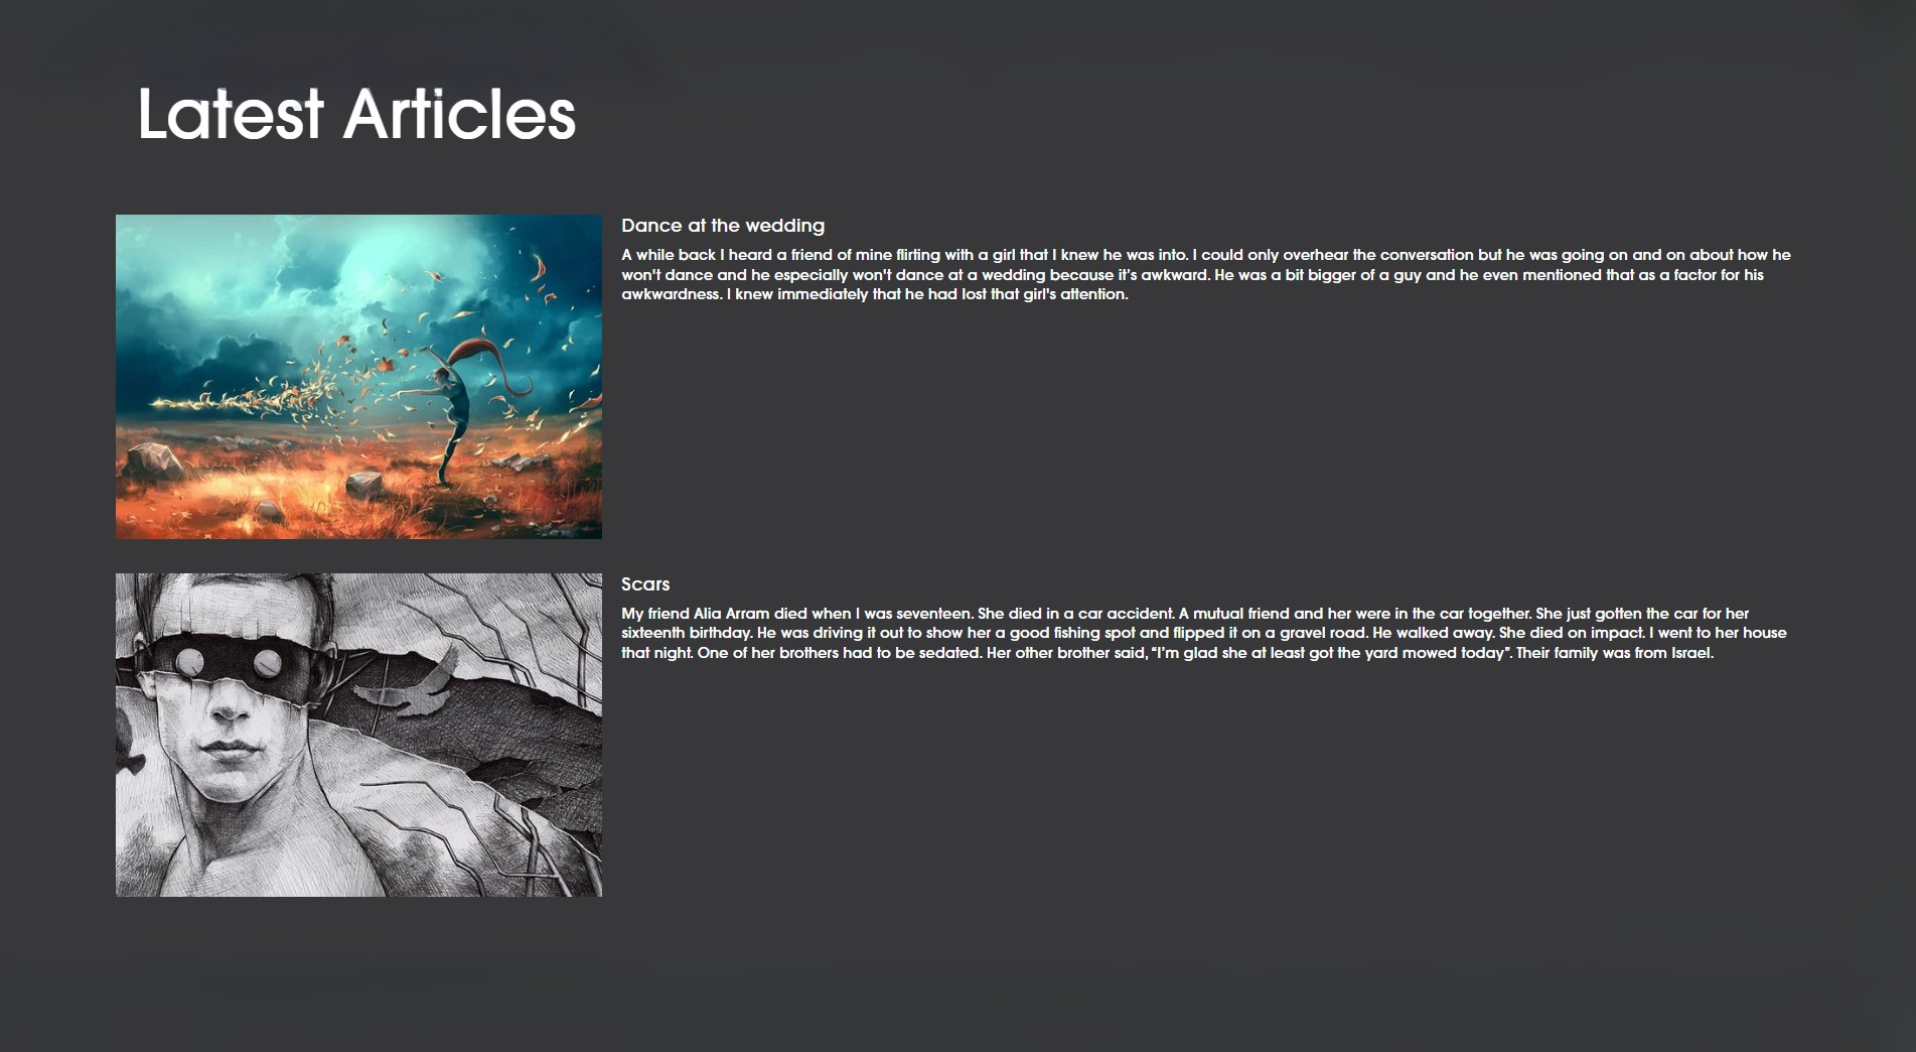 Latest Articles
Dance at the wedding
A while back I heard a friend of mine flirting with a girl that I knew he was into. I could only overhear the conversation but he was going on and on about how he
won't dance and he especially won't dance at a wedding because it's awkward. He was a bit bigger of a guy and he even mentioned that as a factor for his
awkwardness. I knew immediately that he had lost that girl's attention.
Scars
My friend Alia Arram died when I was seventeen. She died in a car accident. A mutual friend and her were in the car together. She just gotten the car for her
sixteenth birthday. He was driving it out to show her a good fishing spot and flipped it on a gravel road. He walked away. She died on impact. I went to her house
that night. One of her brothers had to be sedated. Her other brother said, “I’m glad she at least got the yard mowed today”. Their family was from Israel.